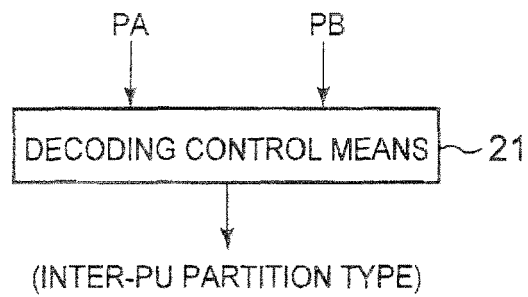 PA PB
DECODING CONTROL MEANS 21
(INTER-PU PARTITION TYPE)